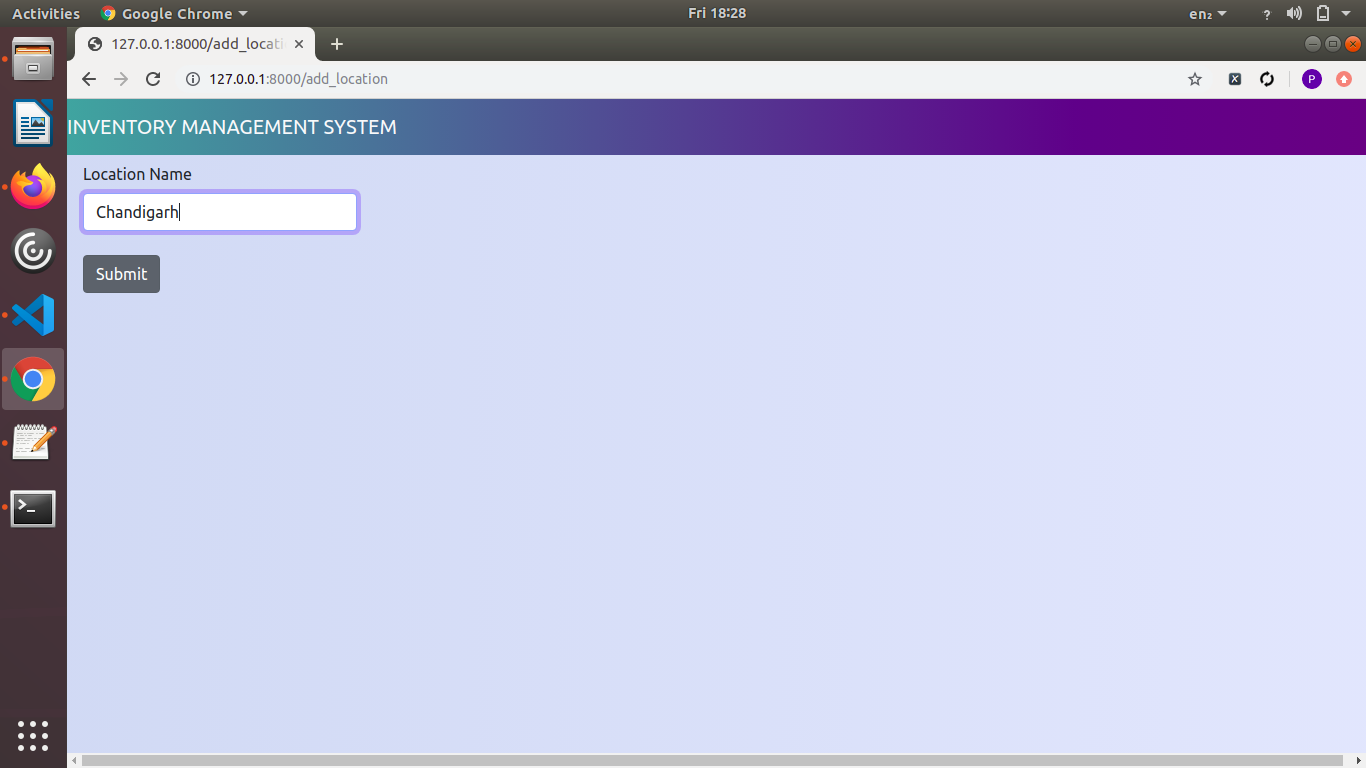 Activities Google Chrome Fri 18:28 en₂ ?
127.0.0.1:8000/add_locati
127.0.0.1:8000/add_location X P
INVENTORY MANAGEMENT SYSTEM
Location Name
Chandigarh
Submit